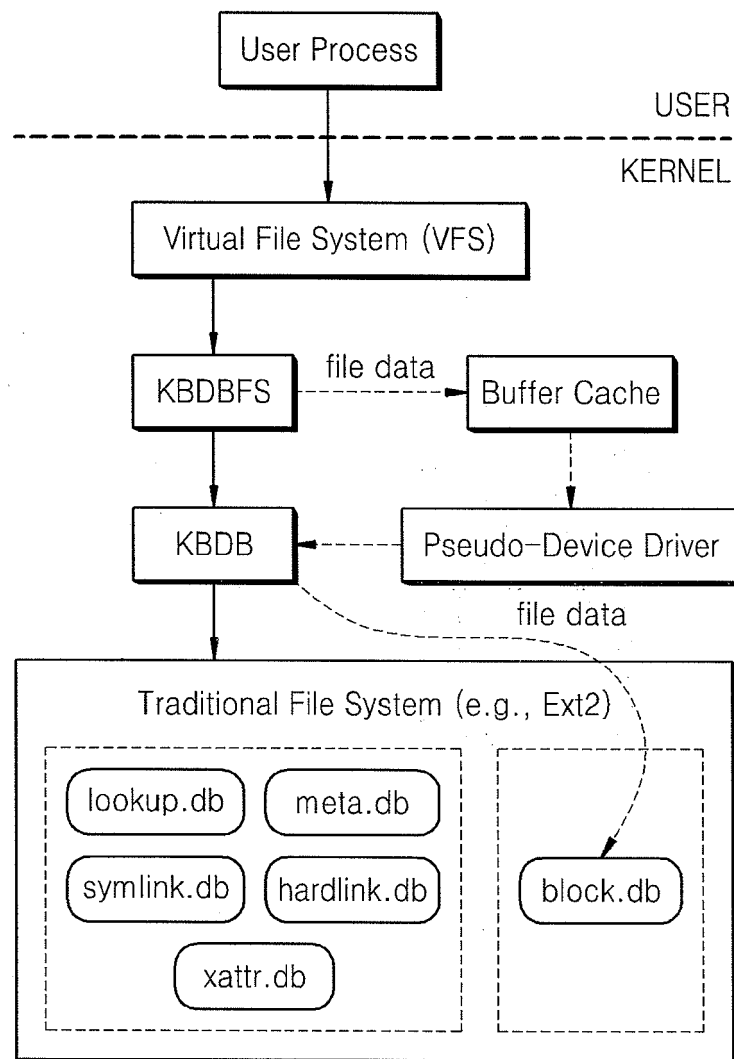 User Process
USER
KERNEL
Virtual File System (VFS)
KBDBFS
file data
Buffer Cache
KBDB
Pseudo-Device Driver
file data
Traditional File System (e.g., Ext2)
lookup.db
meta.db
symlink.db
hardlink.db
block.db
xattr.db